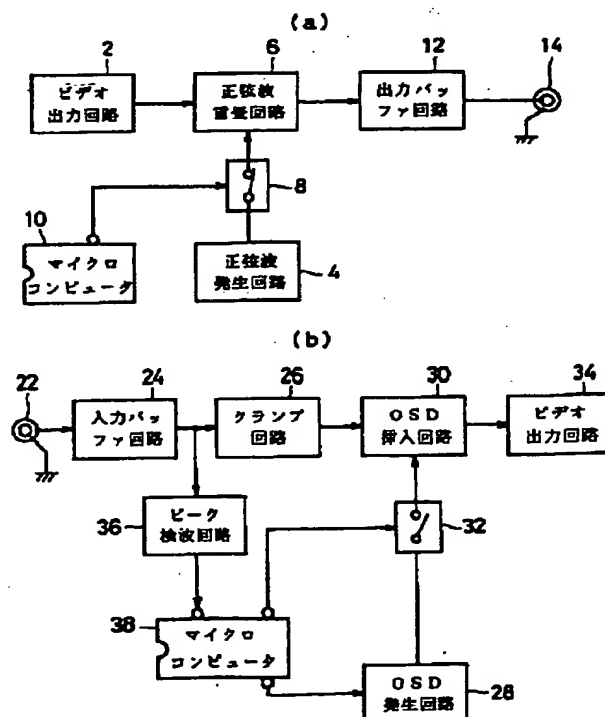 (a)
2
6
12
14
ビデオ
出力回路
正弦波
重畳回路
出力バッ
ファ回路
8
10
マイクロ
コンピュータ
正弦波
発生回路
4
(b)
22
24
26
30
34
入力バッ
ファ回路
クランプ
回路
OSD
挿入回路
ビデオ
出力回路
36
ピーク
検波回路
32
38
マイクロ
コンピュータ
OSD
発生回路
28